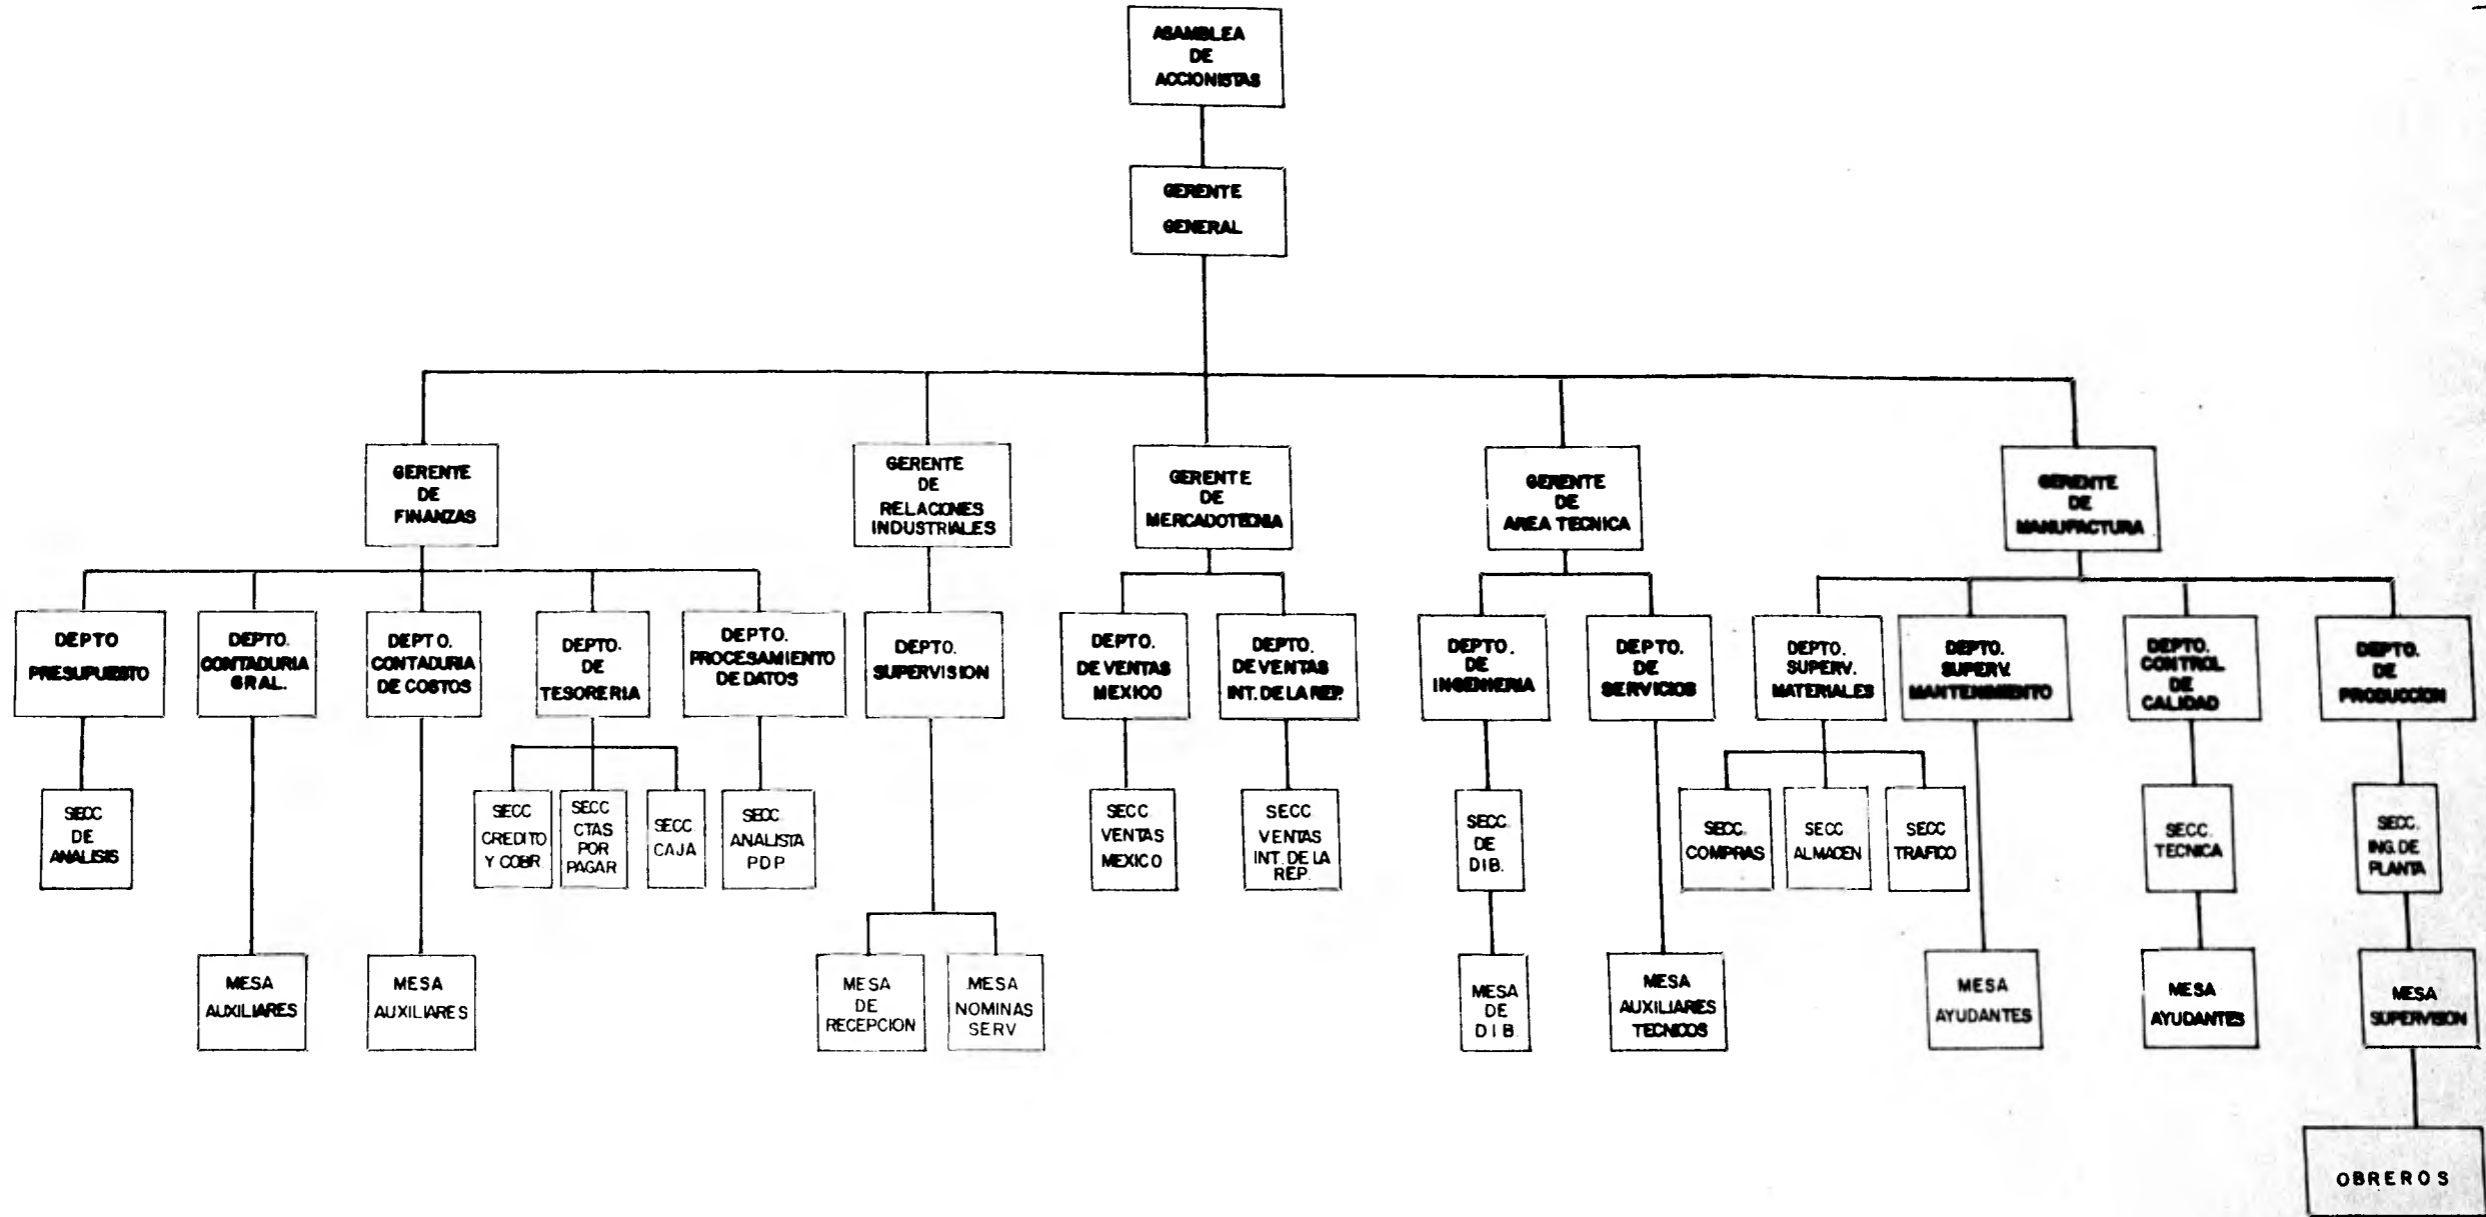 ASAMBLEA
DE
ACCIONISTAS
GERENTE
GENERAL
GERENTE
DE
FINANZAS
GERENTE
DE
RELACIONES
INDUSTRIALES
GERENTE
DE
MERCADOTECNIA
GERENTE
DE
AREA TECNICA
GERENTE
DE
MANUFACTURA
DEPTO
PRESUPUESTO
DEPTO.
CONTADURIA
GRAL.
DEPTO.
CONTADURIA
DE COSTOS
DEPTO.
DE
TESORERIA
DEPTO.
PROCESAMIENTO
DE DATOS
DEPTO.
SUPERVISION
DEPTO.
DE VENTAS
MEXICO
DEPTO.
DE VENTAS
INT. DE LA REP.
DEPTO.
DE
INGENIERIA
DEPTO.
DE
SERVICIOS
DEPTO.
SUPERV.
MATERIALES
DEPTO.
SUPERV.
MANTENIMIENTO
DEPTO.
CONTROL
DE
CALIDAD
DEPTO.
DE
PRODUCCION
SECC
DE
ANALISIS
SECC
CREDITO
Y COBR
SECC
CTAS
POR
PAGAR
SECC
CAJA
SECC.
ANALISTA
PDP
SECC
VENTAS
MEXICO
SECC
VENTAS
INT. DE LA
REP.
SECC.
DE
DIB.
SECC.
COMPRAS
SECC
ALMACEN
SECC
TRAFICO
SECC.
TECNICA
SECC.
ING. DE
PLANTA
MESA
AUXILIARES
MESA
AUXILIARES
MESA
DE
RECEPCION
MESA
NOMINAS
SERV
MESA
DE
DIB.
MESA
AUXILIARES
TECNICOS
MESA
AYUDANTES
MESA
AYUDANTES
MESA
SUPERVISION
OBREROS